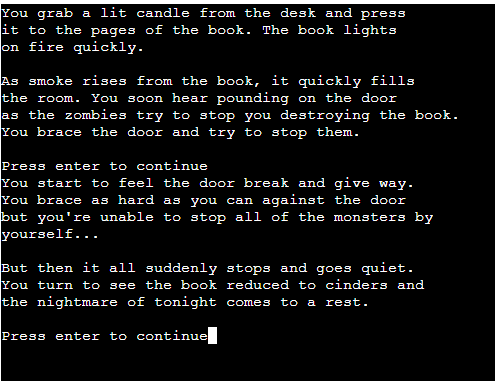 You grab a lit candle from the desk and press
it to the pages of the book. The book lights
on fire quickly.
As smoke rises from the book, it quickly fills
the room. You soon hear pounding on the door
as the zombies try to stop you destroying the book.
You brace the door and try to stop them.
Press enter to continue
You start to feel the door break and give way.
You brace as hard as you can against the door
but you're unable to stop all of the monsters by
yourself...
But then it all suddenly stops and goes quiet.
You turn to see the book reduced to cinders and
the nightmare of tonight comes to a rest.
Press enter to continue